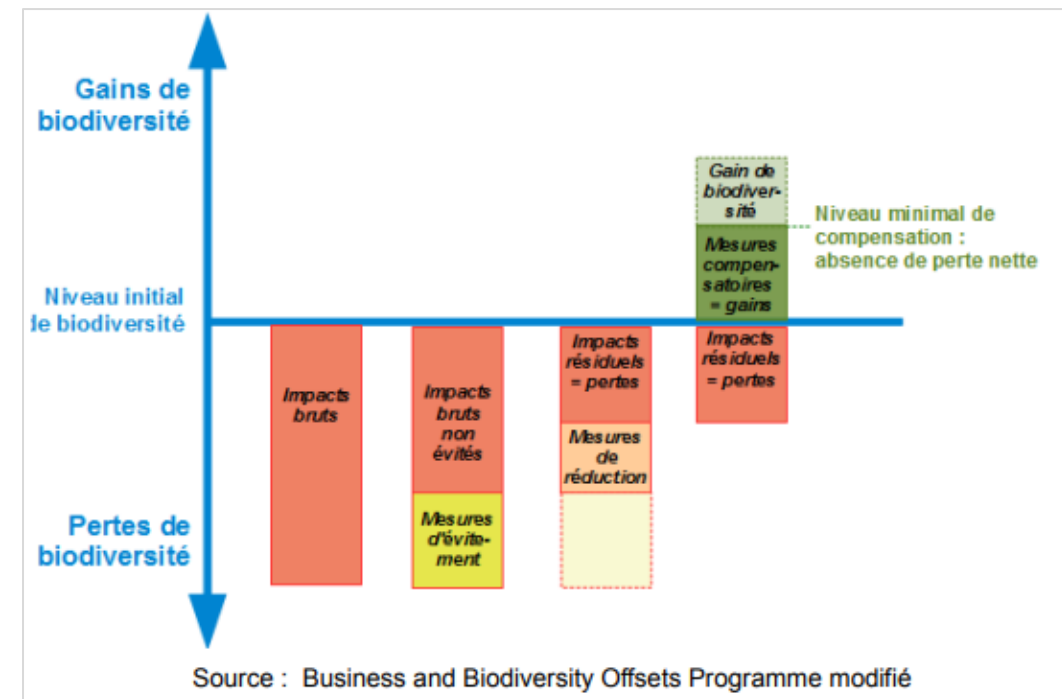 Gains de
biodiversité
Gain de
biodiver-
sité
Niveau minimal de
compensation :
absence de perte nette
Mesures
compen-
satoires
= gains
Niveau initial
de biodiversité
Impacts
bruts
Impacts
bruts
non
évités
Mesures
d'évite-
ment
Impacts
résiduels
= pertes
Mesures
de
réduction
Impacts
résiduels
= pertes
Pertes de
biodiversité
Source : Business and Biodiversity Offsets Programme modifié